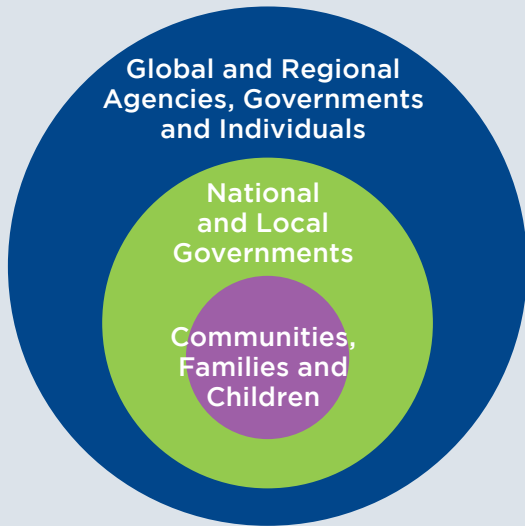 Global and Regional
Agencies, Governments
and Individuals
National
and Local
Governments
Communities,
Families and
Children